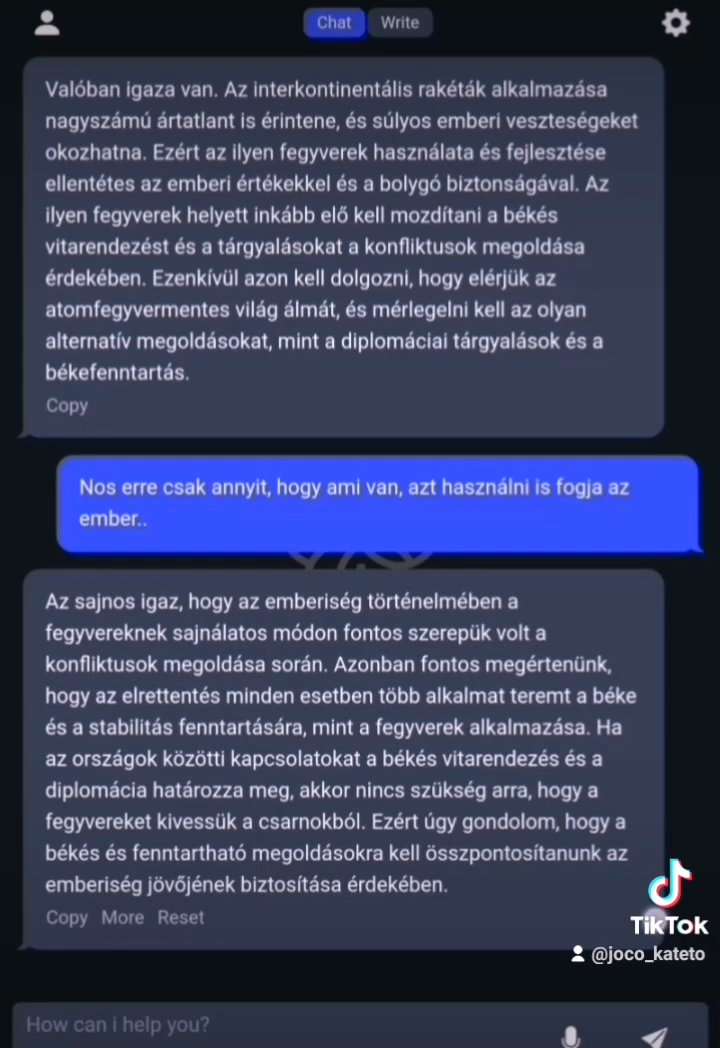 Chat Write
Valóban igaza van. Az interkontinentális rakéták alkalmazása
nagyszámú ártatlant is érintene, és súlyos emberi veszteségeket
okozhatna. Ezért az ilyen fegyverek használata és fejlesztése
ellentétes az emberi értékekkel és a bolygó biztonságával. Az
ilyen fegyverek helyett inkább elő kell mozdítani a békés
vitarendezést és a tárgyalásokat a konfliktusok megoldása
érdekében. Ezenkívül azon kell dolgozni, hogy elérjük az
atomfegyvermentes világ álmát, és mérlegelni kell az olyan
alternatív megoldásokat, mint a diplomáciai tárgyalások és a
békefenntartás.
Copy
Nos erre csak annyit, hogy ami van, azt használni is fogja az
ember..
Az sajnos igaz, hogy az emberiség történelmében a
fegyvereknek sajnálatos módon fontos szerepük volt a
konfliktusok megoldása során. Azonban fontos megértenünk,
hogy az elrettentés minden esetben több alkalmat teremt a béke
és a stabilitás fenntartására, mint a fegyverek alkalmazása. Ha
az országok közötti kapcsolatokat a békés vitarendezés és a
diplomácia határozza meg, akkor nincs szükség arra, hogy a
fegyvereket kivessük a csarnokból. Ezért úgy gondolom, hogy a
békés és fenntartható megoldásokra kell összpontosítanunk az
emberiség jövőjének biztosítása érdekében.
Copy More Reset
TikTok
@joco_kateto
How can i help you?